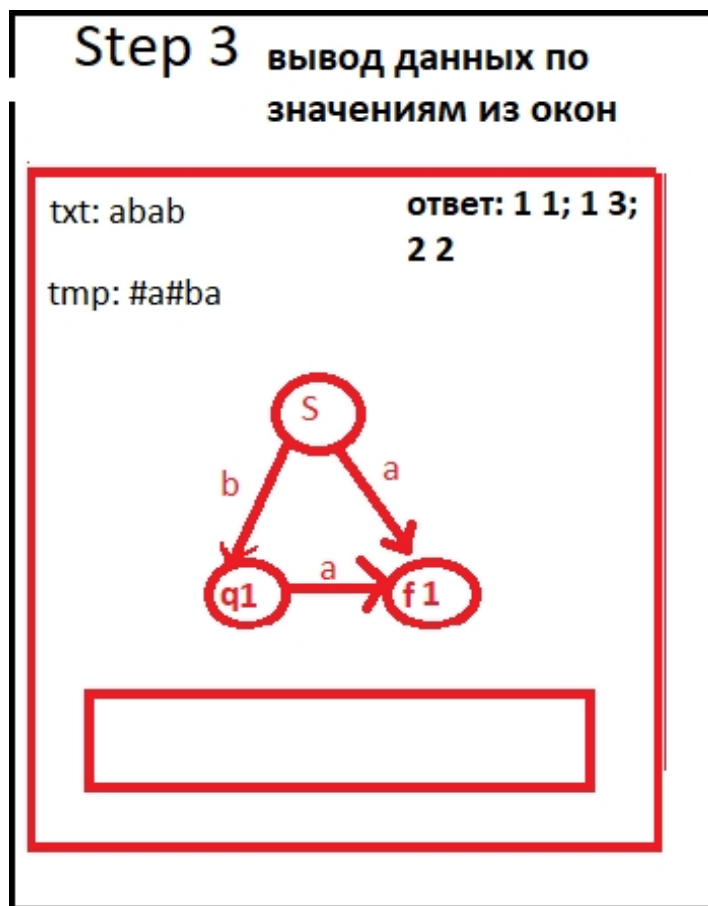 Step 3 вывод данных по
значениям из окон
txt: abab
ответ: 1 1; 1 3;
2 2
tmp: #a#ba
S
b
a
a
q1
f 1